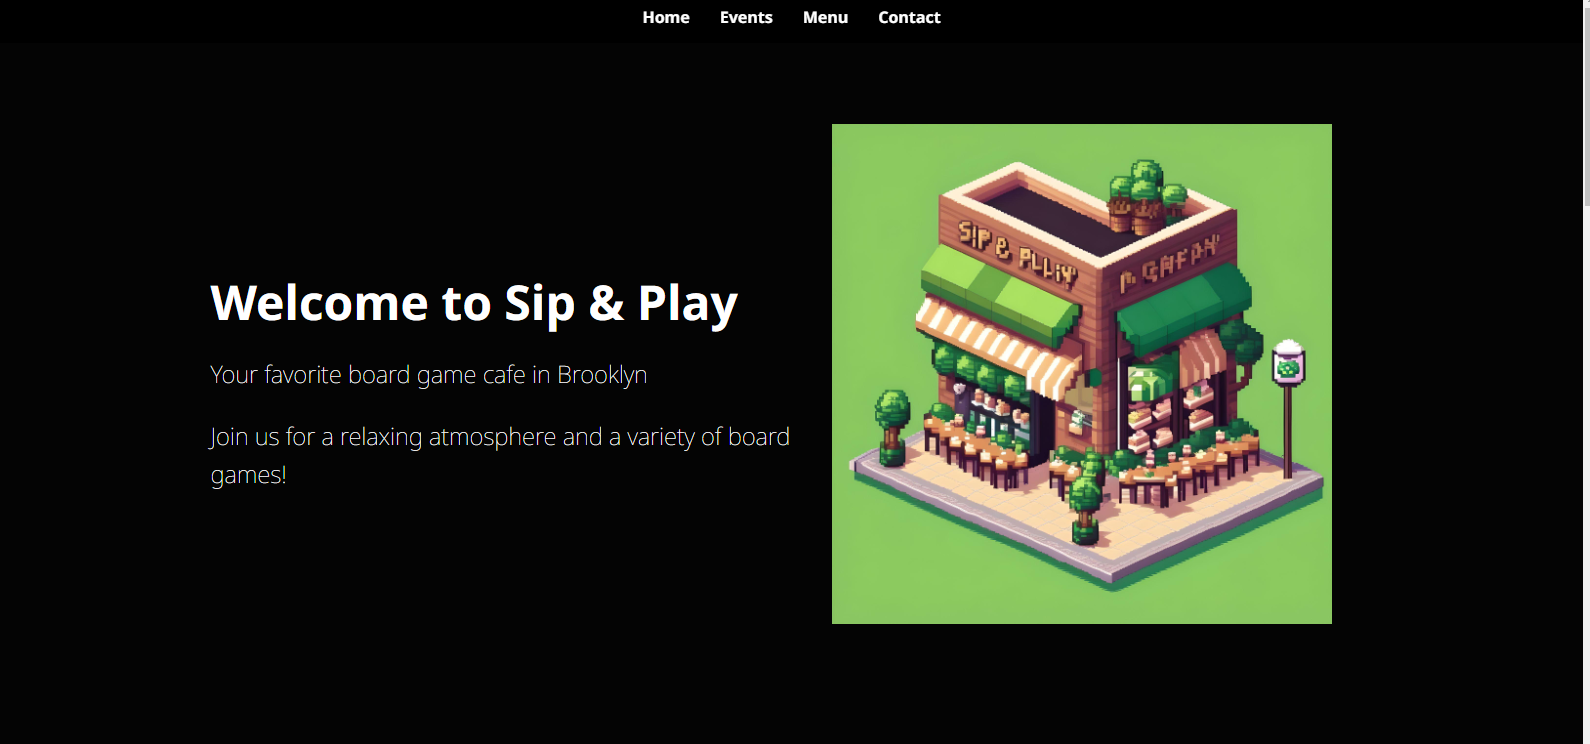 Home Events Menu Contact
Welcome to Sip & Play
Your favorite board game cafe in Brooklyn
Join us for a relaxing atmosphere and a variety of board
games!
SIP & PLLiY